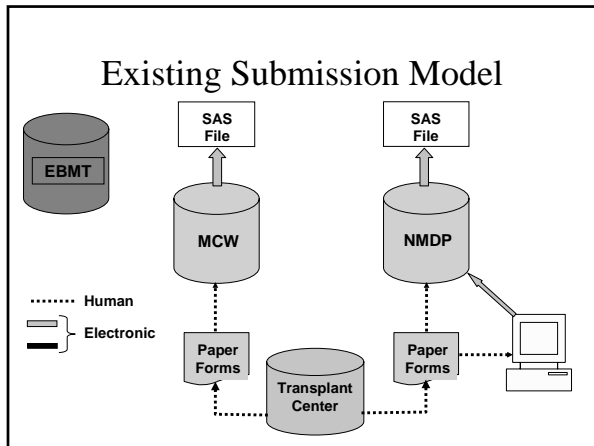 Existing Submission Model
SAS
File
SAS
File
EBMT
MCW
NMDP
Human
Electronic
Paper
Forms
Paper
Forms
Transplant
Center